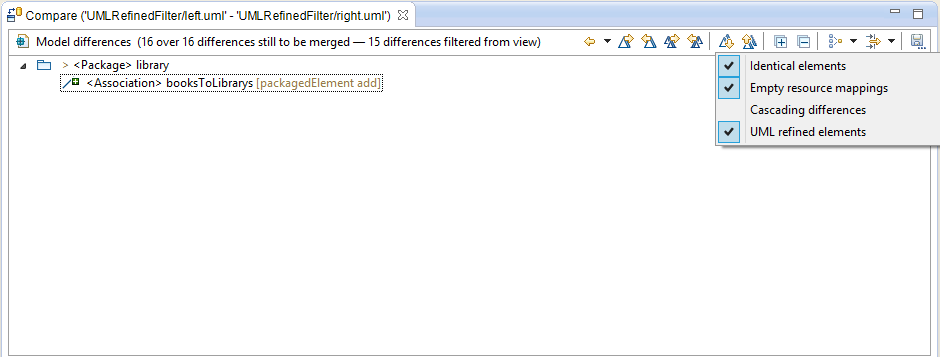 Compare ('UMLRefinedFilter/left.uml' - 'UMLRefinedFilter/right.uml')
Model differences (16 over 16 differences still to be merged — 15 differences filtered from view)
> <Package> library
<Association> booksToLibrarys [packagedElement add]
Identical elements
Empty resource mappings
Cascading differences
UML refined elements